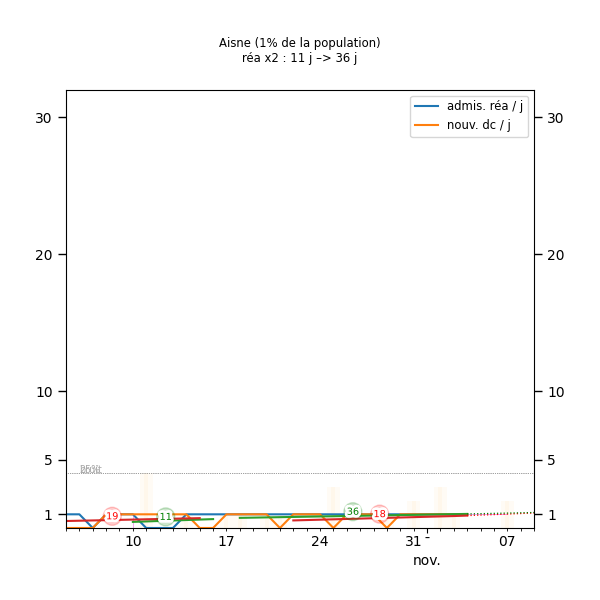 Aisne (1% de la population)
réa x2 : 11 j –> 36 j
admis. réa / j
nouv. dc / j
30 30
20 20
10 10
5 5
1 1
19 11 36 18
10 17 24 31 - 07
nov.